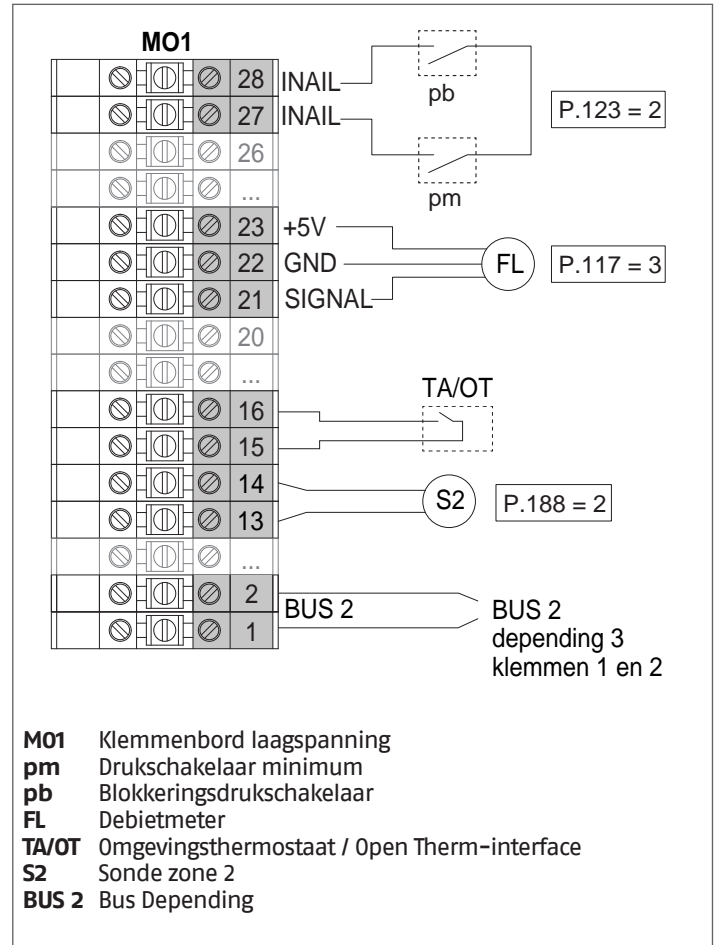 MO1
28 INAIL
pb
27 INAIL
P.123 = 2
26
...
pm
23 +5V
22 GND
FL
P.117 = 3
21 SIGNAL
20
...
TA/OT
16
15
14
S2
P.188 = 2
13
...
2
BUS 2
1
BUS 2
depending 3
klemmen 1 en 2
MO1 Klemmenbord laagspanning
pm Drukschakelaar minimum
pb Blokkeringsdrukschakelaar
FL Debietmeter
TA/OT Omgevingsthermostaat / Open Therm-interface
S2 Sonde zone 2
BUS 2 Bus Depending